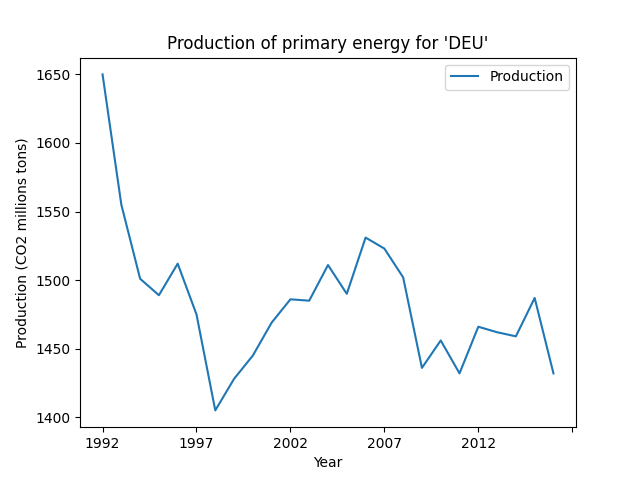 Production of primary energy for 'DEU'
Production
Production (CO2 millions tons)
1650
1600
1550
1500
1450
1400
1992 1997 2002 2007 2012
Year